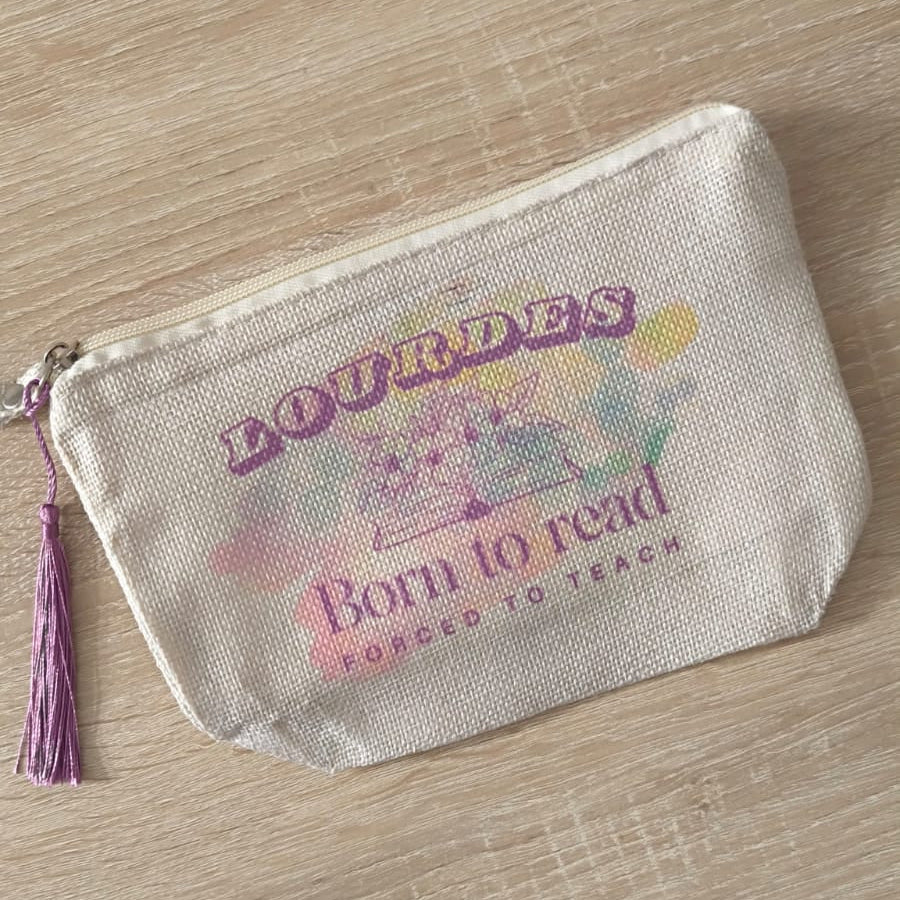 LOURDES
Born to read
FORCED TO TEACH